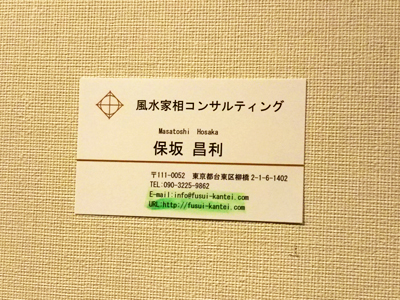 風水家相コンサルティング
Masatoshi Hosaka
保坂 昌利
〒111-0052 東京都台東区柳橋2-1-6-1402
TEL:090-3225-9862
E-mail:info@fusui-kantei.com
URL:http://fusui-kantei.com